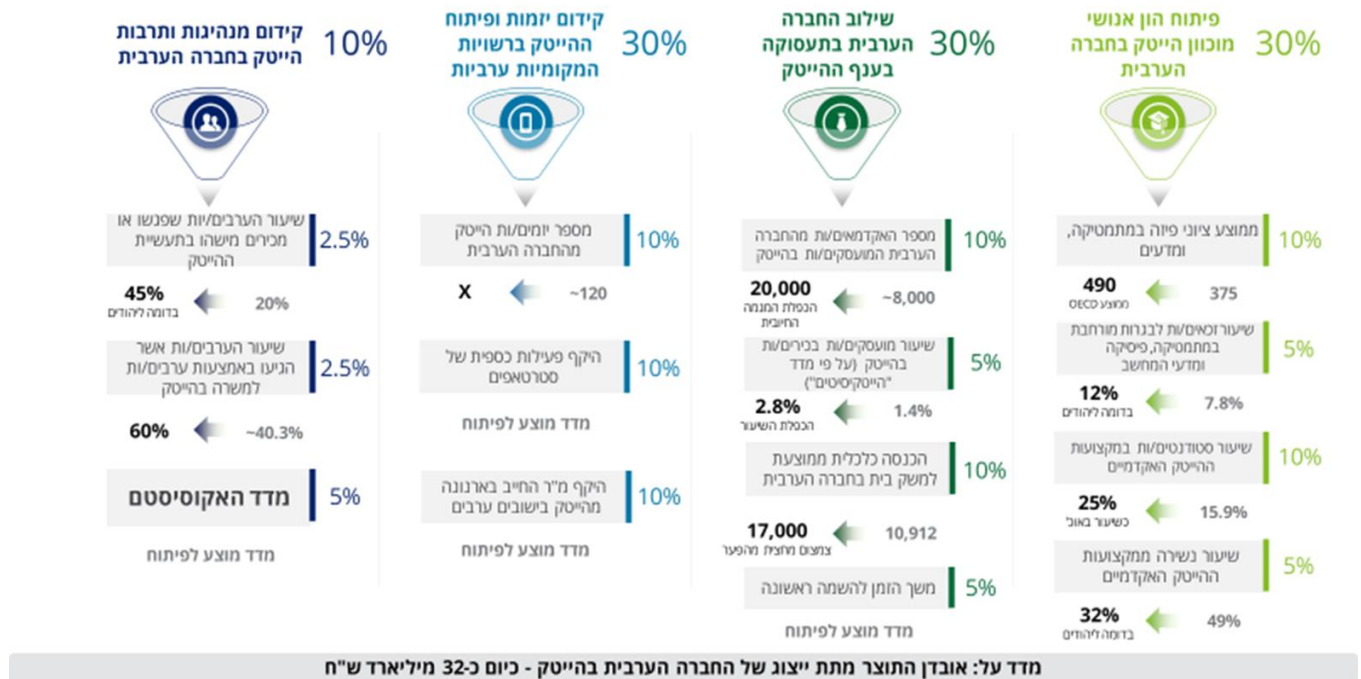 פיתוח הון אנושי
מוכוון הייטק בחברה
הערבית
30%
ממוצע ציוני פיזה במתמטיקה,
ומדעים
10%
375
490
ממוצע OECD
שיעור זכאים/ות לבגרות מורחבת
במתמטיקה, פיסיקה
ומדעי המחשב
5%
7.8%
12%
בדומה ליהודים
שיעור סטודנטים/ות במקצועות
ההייטק האקדמיים
10%
15.9%
25%
כשיעור באוכ'
שיעור נשירה ממקצועות
ההייטק האקדמיים
5%
49%
32%
בדומה ליהודים
שילוב החברה
הערבית בתעסוקה
בענף ההייטק
30%
מספר האקדמאים/ות מהחברה
הערבית המועסקים/ות בהייטק
10%
~8,000
20,000
הכפלת המגמה
החיובית
שיעור מועסקים/ות בכירים/ות
בהייטק (על פי מדד
"הייטקיסיטים")
5%
1.4%
2.8%
הכפלת השיעור
הכנסה כלכלית ממוצעת
למשק בית בחברה הערבית
10%
10,912
17,000
צמצום מחצית מהפער
משך הזמן להשמה ראשונה
5%
מדד מוצע לפיתוח
קידום יזמות ופיתוח
ההייטק ברשויות
המקומיות ערביות
30%
מספר יזמים/ות הייטק
מהחברה הערבית
10%
~120
X
היקף פעילות כספית של
סטרטאפים
10%
מדד מוצע לפיתוח
היקף מ"ר החייב בארנונה
מהייטק בישובים ערבים
10%
מדד מוצע לפיתוח
קידום מנהיגות ותרבות
הייטק בחברה הערבית
10%
שיעור הערבים/יות שפגשו או
מכירים מישהו בתעשיית
ההייטק
2.5%
20%
45%
בדומה ליהודים
שיעור הערבים/ות אשר
הגיעו באמצעות ערבים/ות
למשרה בהייטק
2.5%
~40.3%
60%
מדד האקוסיסטם
5%
מדד מוצע לפיתוח
מדד על: אובדן התוצר מתת ייצוג של החברה הערבית בהייטק - כיום כ-32 מיליארד ש"ח